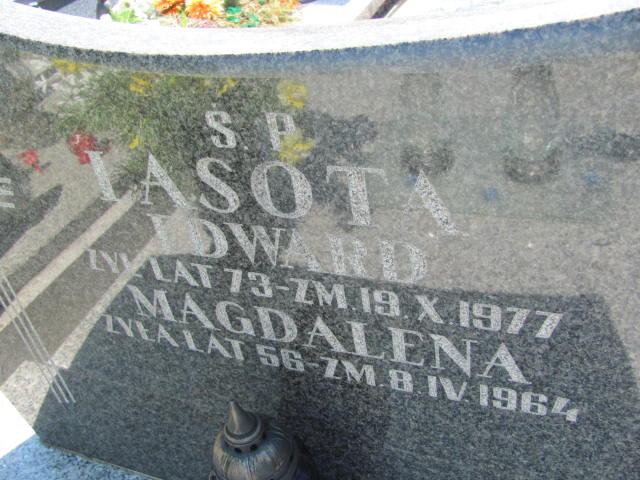 Ś. P.
LASOTA
EDWARD
ŻYŁ LAT 73-ZM.19.X.1977
MAGDALENA
ŻYŁA LAT 56-ZM.8.IV.1964